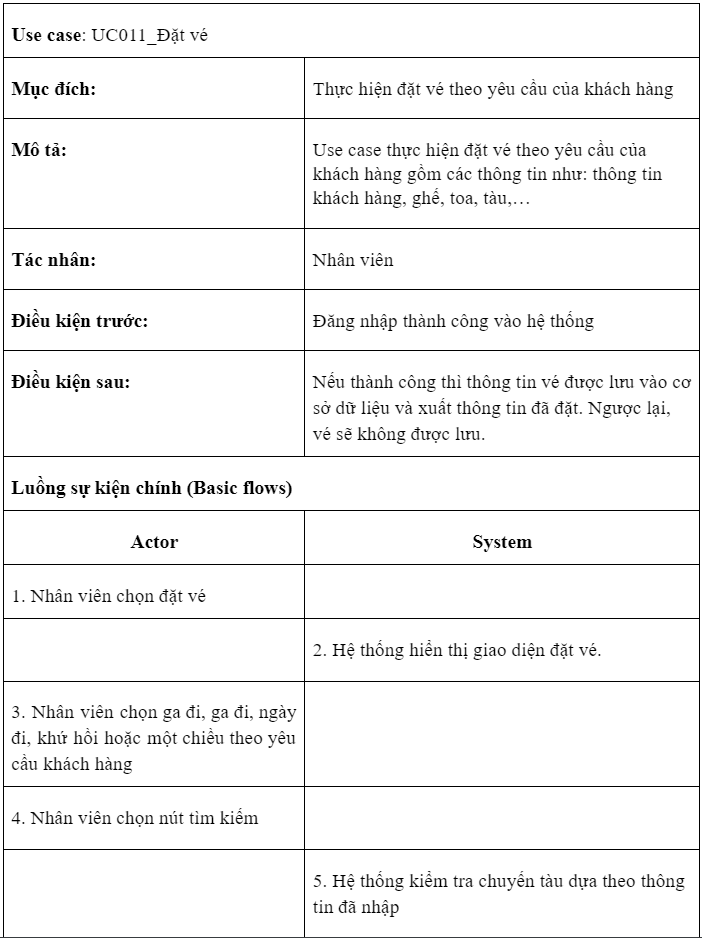 Use case: UC011_Đặt vé
Mục đích:
Thực hiện đặt vé theo yêu cầu của khách hàng
Mô tả:
Use case thực hiện đặt vé theo yêu cầu của
khách hàng gồm các thông tin như: thông tin
khách hàng, ghế, toa, tàu,…
Tác nhân:
Nhân viên
Điều kiện trước:
Đăng nhập thành công vào hệ thống
Điều kiện sau:
Nếu thành công thì thông tin vé được lưu vào cơ
sở dữ liệu và xuất thông tin đã đặt. Ngược lại,
vé sẽ không được lưu.
Luồng sự kiện chính (Basic flows)
Actor
System
1. Nhân viên chọn đặt vé
2. Hệ thống hiển thị giao diện đặt vé.
3. Nhân viên chọn ga đi, ga đi, ngày
đi, khứ hồi hoặc một chiều theo yêu
cầu khách hàng
4. Nhân viên chọn nút tìm kiếm
5. Hệ thống kiểm tra chuyến tàu dựa theo thông
tin đã nhập